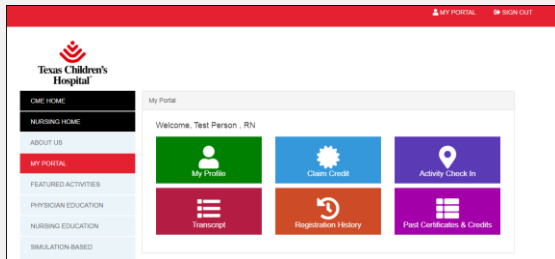 MY PORTAL SIGN OUT
Texas Children's
Hospital
CME HOME
NURSING HOME
ABOUT US
MY PORTAL
FEATURED ACTIVITIES
PHYSICIAN EDUCATION
NURSING EDUCATION
SIMULATION-BASED
My Portal
Welcome, Test Person , RN
My Profile
Claim Credit
Activity Check In
Transcript
Registration History
Past Certificates & Credits